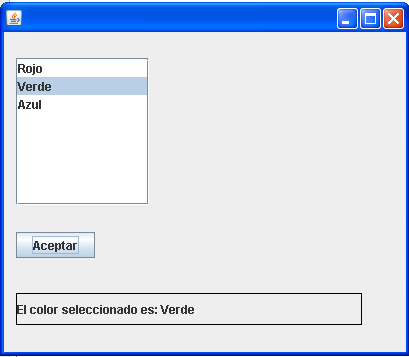 Rojo
Verde
Azul
Aceptar
El color seleccionado es: Verde